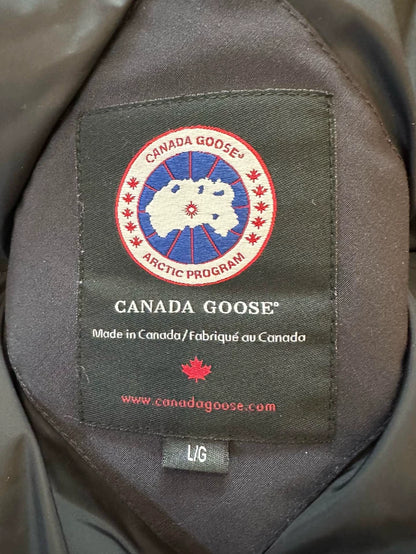 CANADA GOOSE®
ARCTIC PROGRAM
CANADA GOOSE®
Made in Canada/Fabriqué au Canada
www.canadagoose.com
L/G